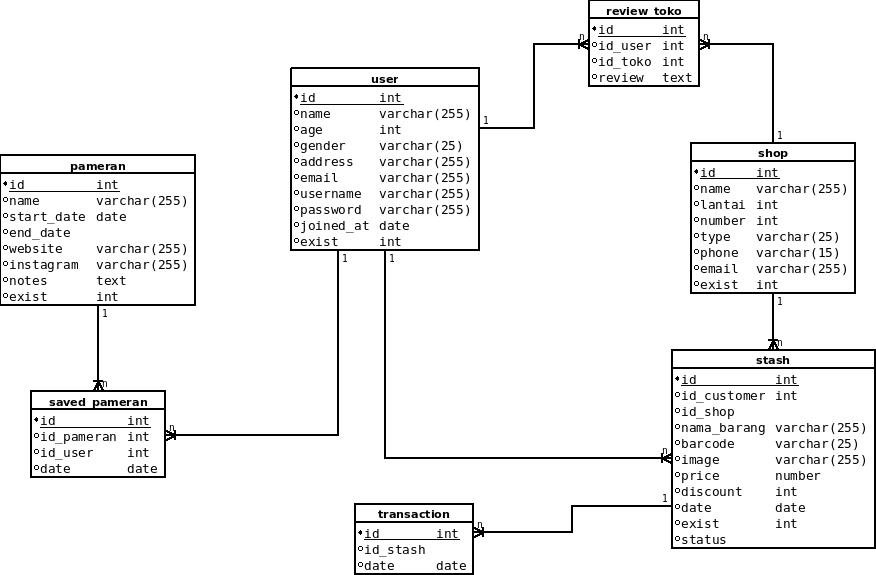 review_toko
id int
id_user int
id_toko int
review text
n
n
user
id int
name varchar(255)
age int
gender varchar(25)
address varchar(255)
email varchar(255)
username varchar(255)
password varchar(255)
joined_at date
exist int
1
1
1
shop
1
id int
name varchar(255)
lantai int
number int
type varchar(25)
phone varchar(15)
email varchar(255)
exist int
1
n
pameran
id int
name varchar(255)
start_date date
end_date
website varchar(255)
instagram varchar(255)
notes text
exist int
1
n
saved_pameran
id int
id_pameran int
id_user int
date date
n
stash
id int
id_customer int
id_shop
nama_barang varchar(255)
barcode varchar(25)
image varchar(255)
price number
discount int
date date
exist int
status
n
1
transaction
id int
id_stash
date date
n